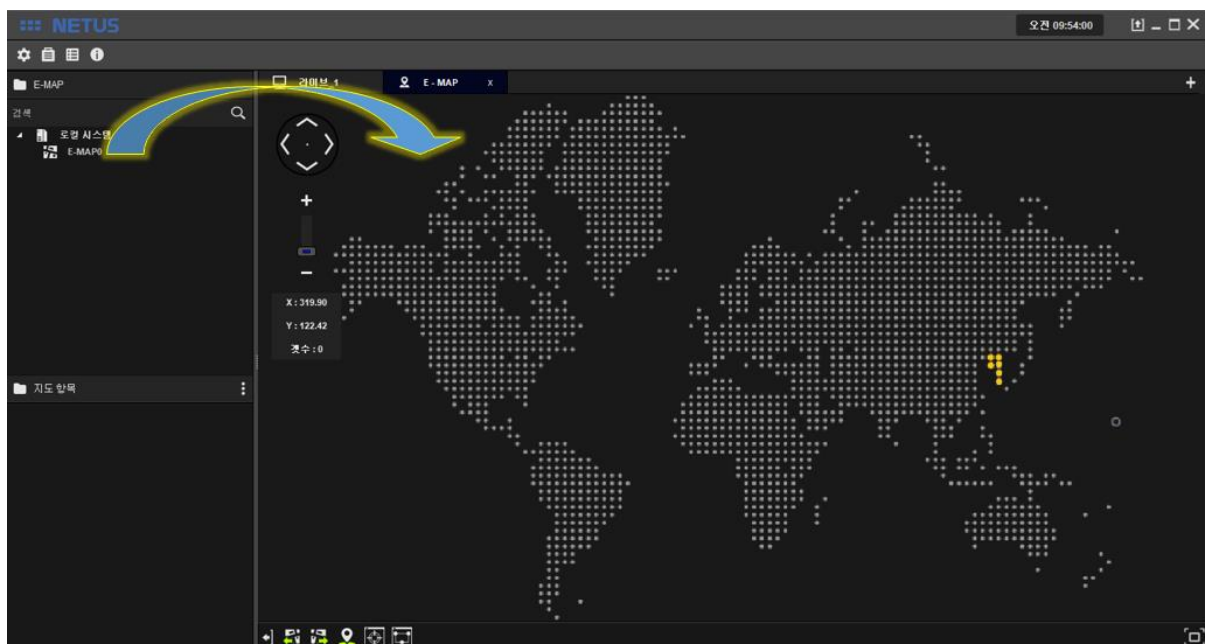 NETUS
오전 09:54:00
E-MAP
라이브_1
E - MAP x
검색
로컬 시스템
E-MAP0
X : 319.90
Y : 122.42
갯수 : 0
지도 항목